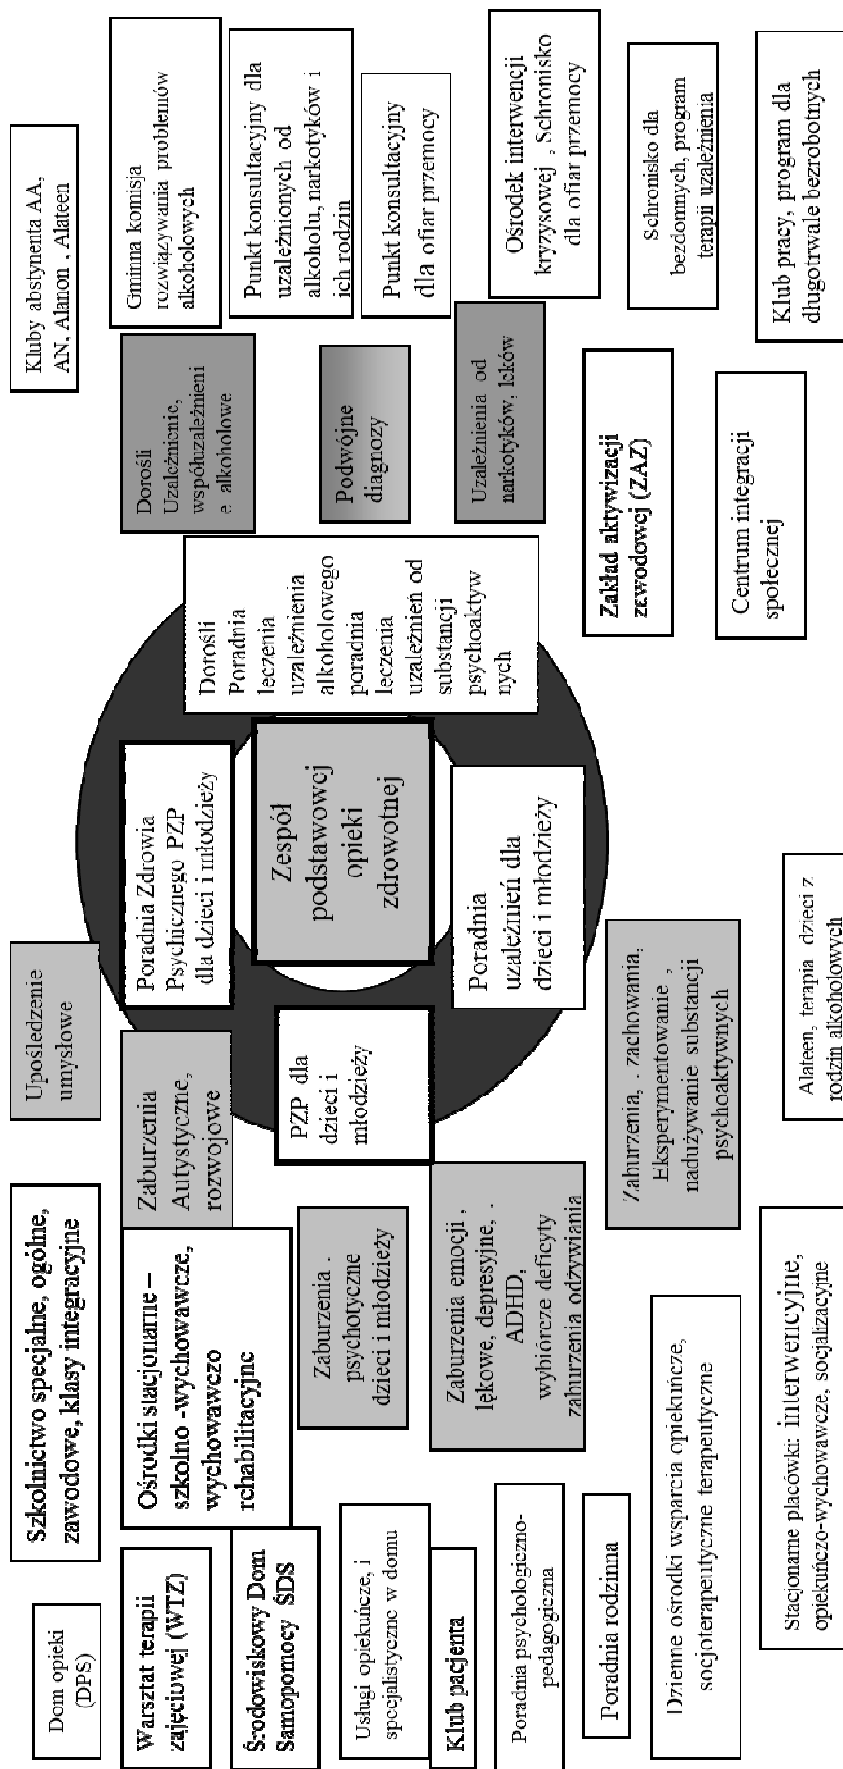 Dom opieki
(DPS)
Szkolnictwo specjalne, ogólne,
zawodowe, klasy integracyjne
Upośledzenie
umysłowe
Kluby abstynenta AA,
AN, Alanon , Alateen
Warsztat terapii
zajęciowej (WTZ)
Ośrodki stacjonarne –
szkolno -wychowawcze,
wychowawczo
rehabilitacyjne
Zaburzenia
Autystyczne,
rozwojowe
Poradnia Zdrowia
Psychicznego PZP
dla dzieci i młodzieży
Dorośli
Uzależnienie,
współuzależnieni
e alkoholowe
Gminna komisja
rozwiązywania problemów
alkoholowych
Środowiskowy Dom
Samopomocy ŚDS
Zaburzenia .
psychotyczne
dzieci i młodzieży
PZP dla
dzieci i
młodzieży
Zespół
podstawowej
opieki
zdrowotnej
Dorośli
Poradnia
leczenia
uzależnienia
alkoholowego
poradnia
leczenia
uzależnień od
substancji
psychoaktyw
nych
Podwójne
diagnozy
Punkt konsultacyjny dla
uzależnionych od
alkoholu, narkotyków i
ich rodzin
Punkt konsultacyjny
dla ofiar przemocy
Usługi opiekuńcze, i
specjalistyczne w domu
Klub pacjenta
Zaburzenia emocji ,
lękowe, depresyjne, .
ADHD,
wybiórcze deficyty
zaburzenia odżywiania
Poradnia
uzależnień dla
dzieci i młodzieży
Uzależnienia od
narkotyków, leków
Ośrodek interwencji
kryzysowej , Schronisko
dla ofiar przemocy
Poradnia psychologiczno-
pedagogiczna
Poradnia rodzinna
Zakład aktywizacji
zawodowej (ZAZ)
Schronisko dla
bezdomnych, program
terapii uzależnienia
Dzienne ośrodki wsparcia opiekuńcze,
socjoterapeutyczne terapeutyczne
Zaburzenia, . zachowania,
Eksperymentowanie ,
nadużywanie substancji
psychoaktywnych
Centrum integracji
społecznej
Klub pracy, program dla
długotrwale bezrobotnych
Stacjonarne placówki: interwencyjne,
opiekuńczo-wychowawcze, socjalizacyjne
Alateen, terapia dzieci z
rodzin alkoholowych